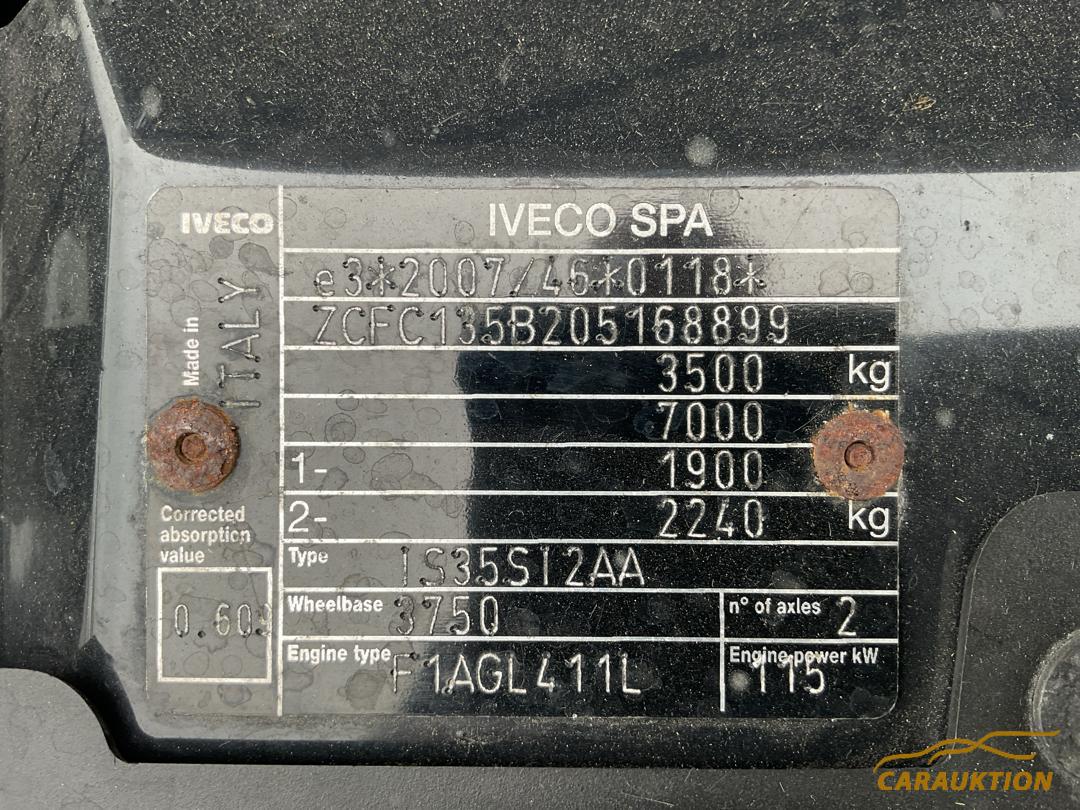 IVECO
IVECO SPA
e3*2007/46*0118*
ZCFC135B205168899
3500 kg
7000
1- 1900
2- 2240 kg
Made in
ITALY
Corrected
absorption
value
0.609
Type IS35SI2AA
Wheelbase 3750
n° of axles 2
Engine type F1AGL411L
Engine power kW
115
CARAUKTION